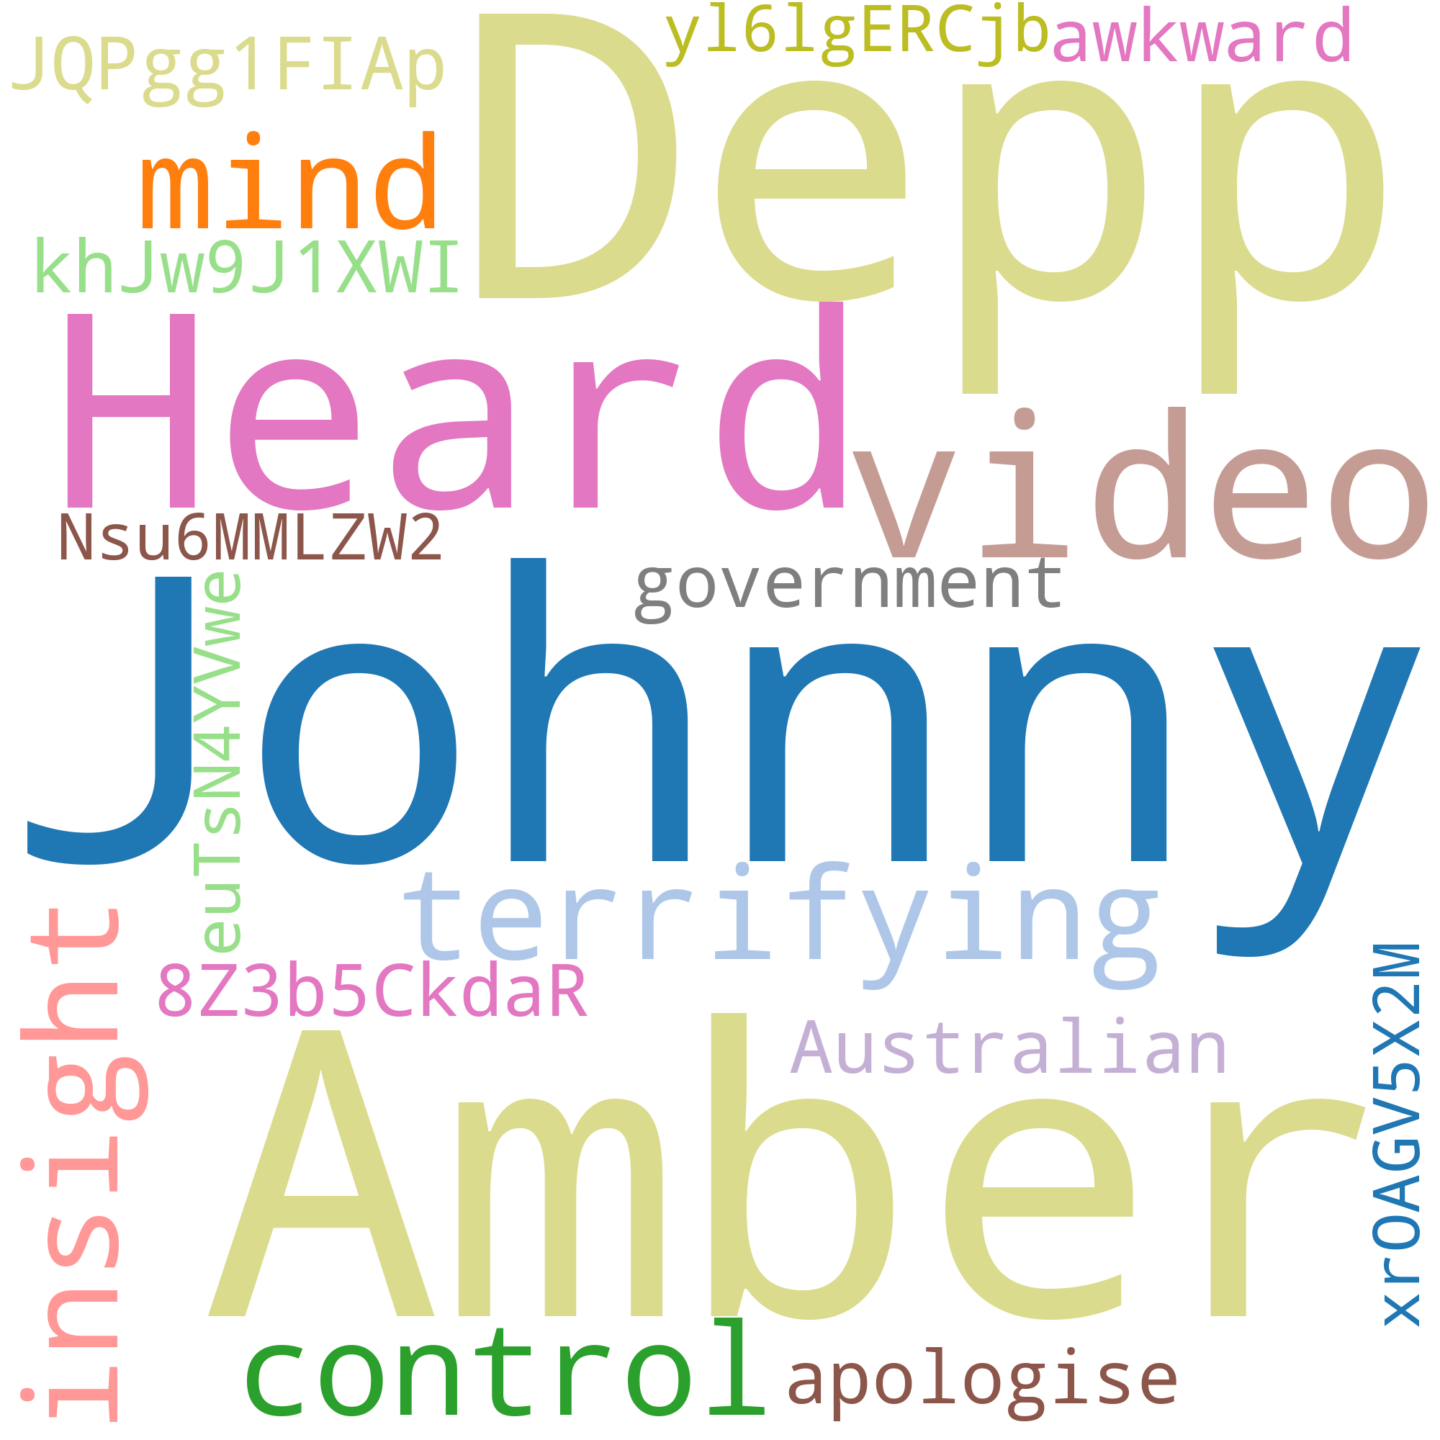 yl6lgERCjb
awkward
JQPgg1FIAp
Depp
mind
khJw9J1XWI
Heard
video
Nsu6MMLZW2
government
euTsN4YVwe
Johnny
terrifying
insight
8Z3b5CkdaR
xrOAGV5X2M
Australian
Amber
control
apologise